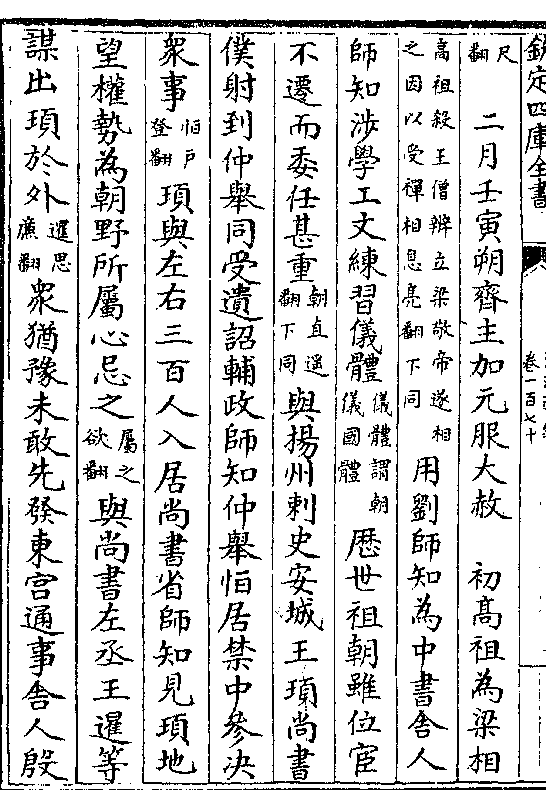 欽定四庫全書
卷一百七十
尺翻 二月壬寅朔齊主加元服大赦 初髙祖為梁相
高祖殺王僧辨立梁敬帝遂相之因以受禪相息亮翻下同 用劉師知為中書舍人
師知涉學工文練習儀體儀體謂朝儀國體歴世祖朝雖位宦
不遷而委任甚重朝直遥翻下同與揚州刺史安城王頊尚書
僕射到仲舉同受遺詔輔政師知仲舉恒居禁中參决
衆事恒户登翻頊與左右三百人入居尚書省師知見頊地
望權勢為朝野所屬心忌之屬之欲翻與尚書左丞王暹等
謀出頊於外暹思亷翻衆猶豫未敢先發東宫通事舍人殷